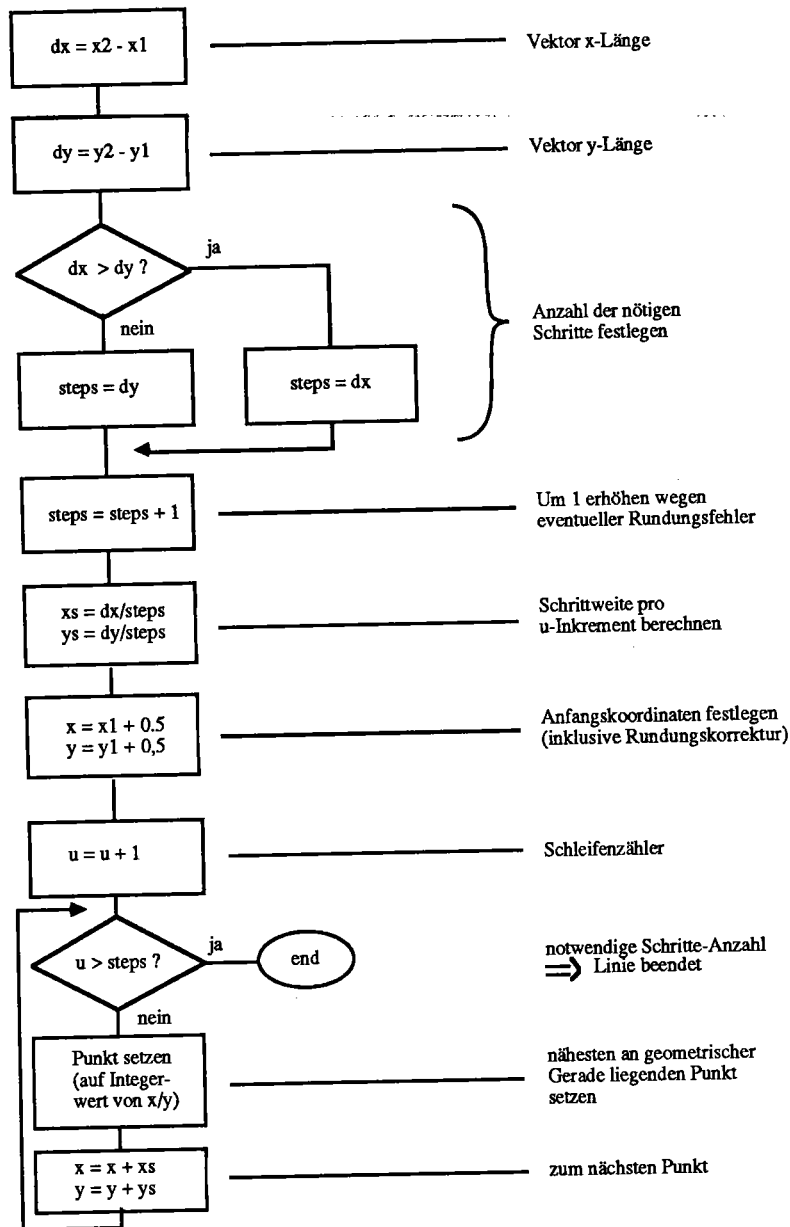 dx = x2 - x1
Vektor x-Länge
dy = y2 - y1
Vektor y-Länge
dx > dy ?
ja
nein
Anzahl der nötigen
Schritte festlegen
steps = dy
steps = dx
steps = steps + 1
Um 1 erhöhen wegen
eventueller Rundungsfehler
xs = dx/steps
ys = dy/steps
Schrittweite pro
u-Inkrement berechnen
x = x1 + 0.5
y = y1 + 0,5
Anfangskoordinaten festlegen
(inklusive Rundungskorrektur)
u = u + 1
Schleifenzähler
u > steps ?
ja
end
nein
notwendige Schritte-Anzahl
⇒ Linie beendet
Punkt setzen
(auf Integer-
wert von x/y)
nähesten an geometrischer
Gerade liegenden Punkt
setzen
x = x + xs
y = y + ys
zum nächsten Punkt